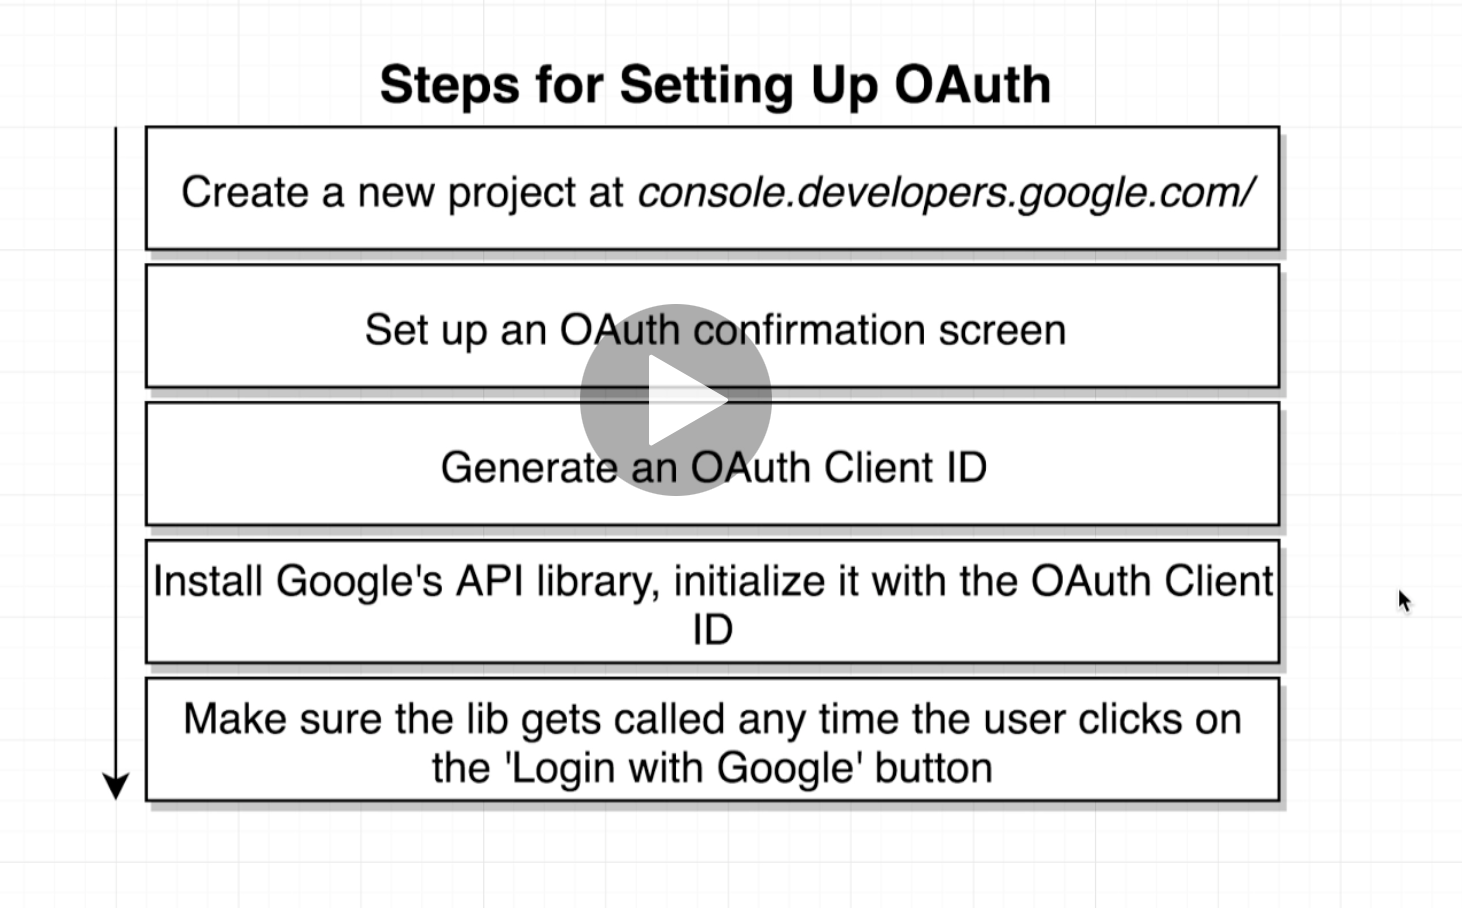 Steps for Setting Up OAuth
Create a new project at console.developers.google.com/
Set up an OAuth confirmation screen
Generate an OAuth Client ID
Install Google's API library, initialize it with the OAuth Client
ID
Make sure the lib gets called any time the user clicks on
the 'Login with Google' button